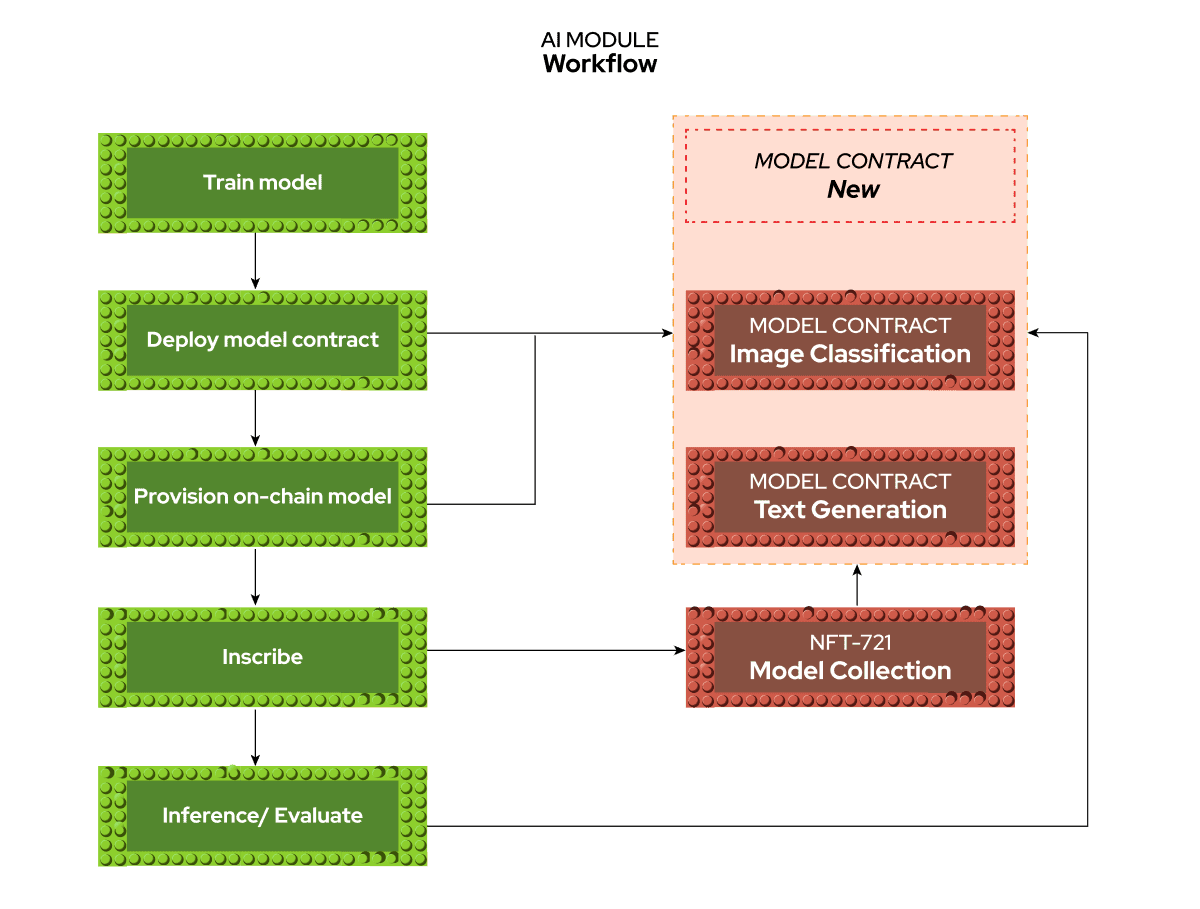 AI MODULE
Workflow
Train model
Deploy model contract
Provision on-chain model
Inscribe
Inference/ Evaluate
MODEL CONTRACT
New
MODEL CONTRACT
Image Classification
MODEL CONTRACT
Text Generation
NFT-721
Model Collection